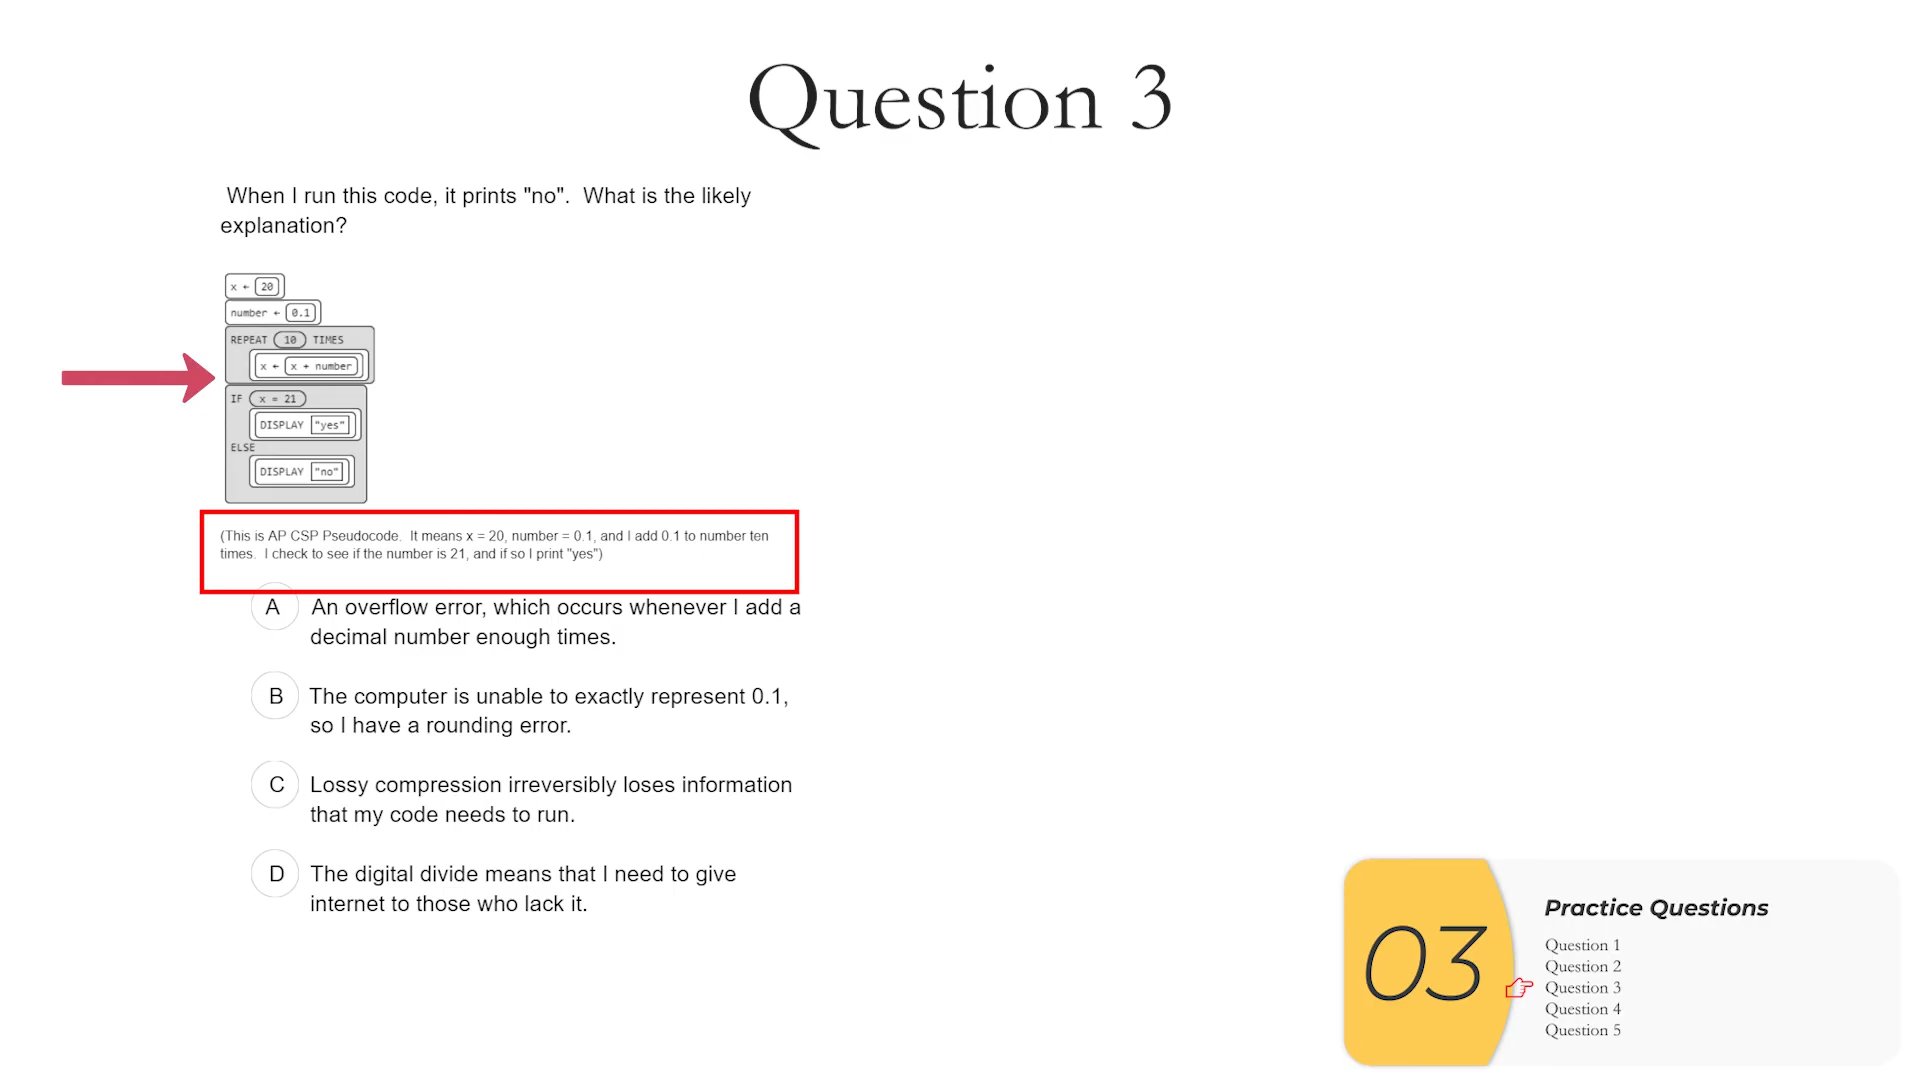 Question 3
When I run this code, it prints "no".  What is the likely
explanation?
x ← 20
number ← 0.1
REPEAT 10 TIMES
x ← x + number
IF x = 21
DISPLAY "yes"
ELSE
DISPLAY "no"
(This is AP CSP Pseudocode.  It means x = 20, number = 0.1, and I add 0.1 to number ten
times.  I check to see if the number is 21, and if so I print "yes")
A An overflow error, which occurs whenever I add a
decimal number enough times.
B The computer is unable to exactly represent 0.1,
so I have a rounding error.
C Lossy compression irreversibly loses information
that my code needs to run.
D The digital divide means that I need to give
internet to those who lack it.
03
Practice Questions
Question 1
Question 2
Question 3
Question 4
Question 5